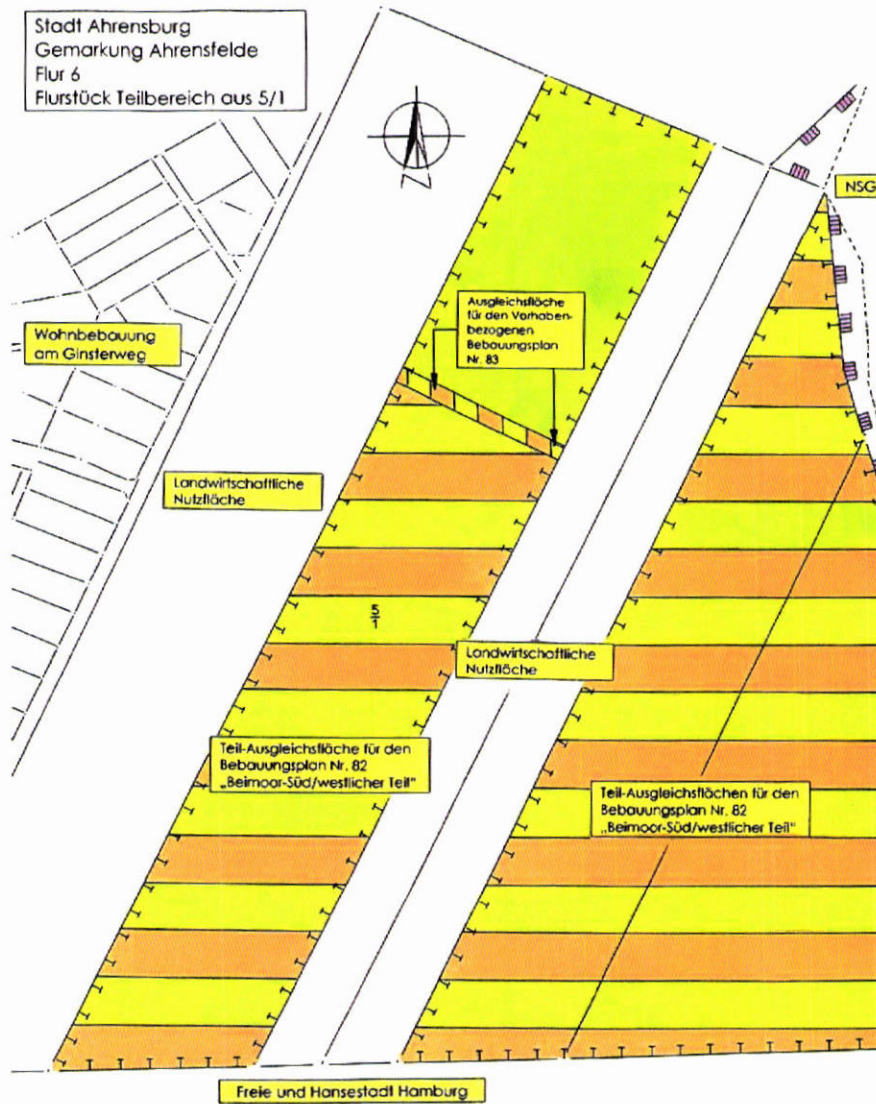 Stadt Ahrensburg
Gemarkung Ahrensfelde
Flur 6
Flurstück Teilbereich aus 5/1
N
NSG
Ausgleichsfläche
für den Vorhaben-
bezogenen
Bebauungsplan
Nr. 83
Wohnbebauung
am Ginsterweg
Landwirtschaftliche
Nutzfläche
5
1
Landwirtschaftliche
Nutzfläche
Teil-Ausgleichsfläche für den
Bebauungsplan Nr. 82
„Beimoor-Süd/westlicher Teil“
Teil-Ausgleichsflächen für den
Bebauungsplan Nr. 82
„Beimoor-Süd/westlicher Teil“
Freie und Hansestadt Hamburg